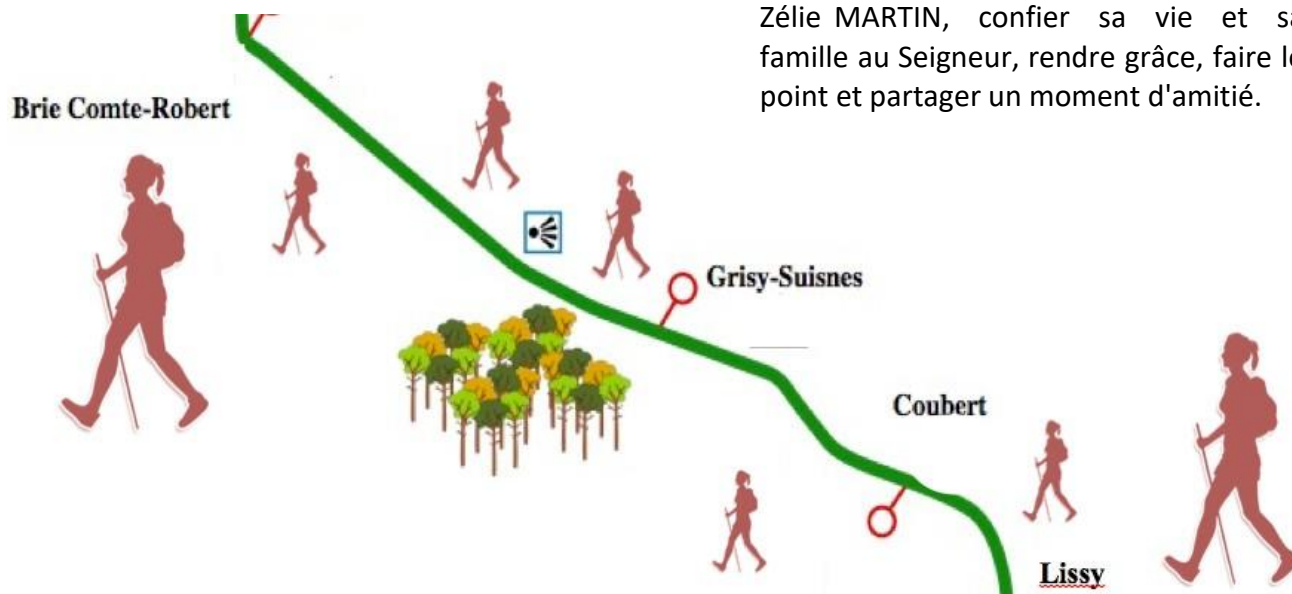 Zélie MARTIN, confier sa vie et sa
famille au Seigneur, rendre grâce, faire le
point et partager un moment d'amitié.
Brie Comte-Robert
Grisy-Suisnes
Coubert
Lissy